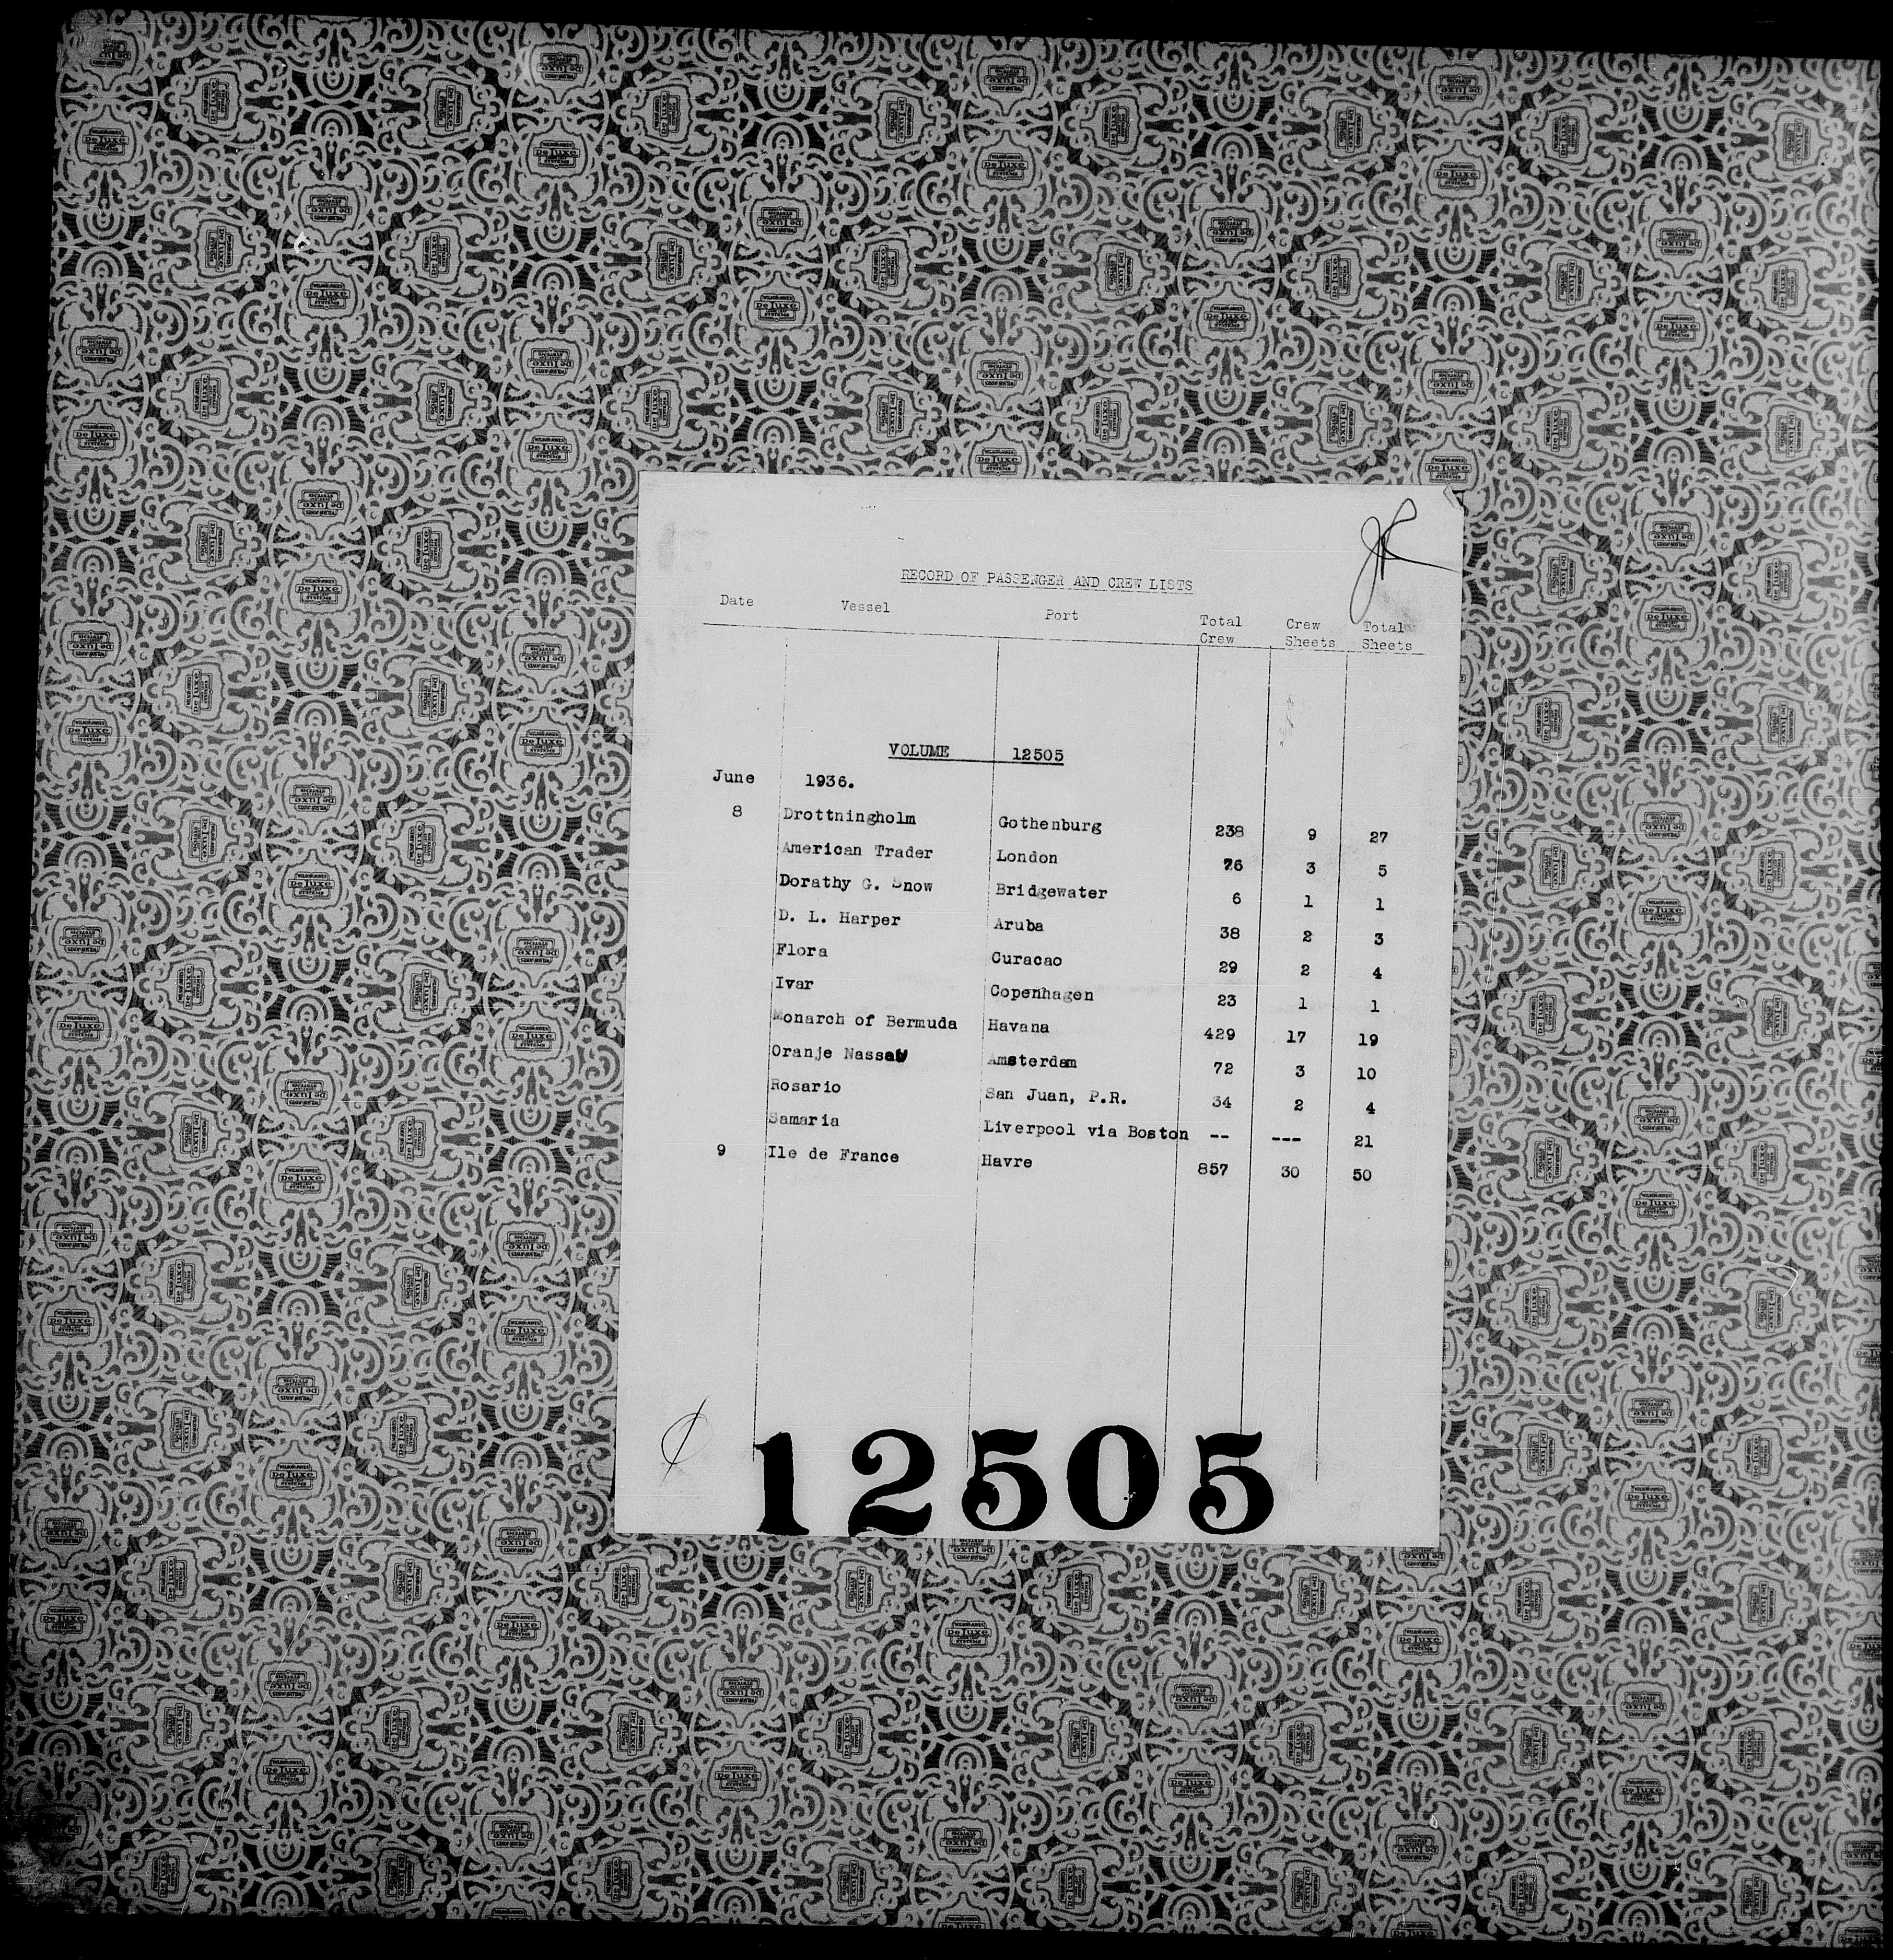 RECORD OF PASSENGER AND CREW LISTS
Date Vessel Port Total Crew Crew Sheets Total Sheets
VOLUME 12505
June 1936.
8 Drottningholm Gothenburg 238 9 27
American Trader London 76 3 5
Dorathy G. Snow Bridgewater 6 1 1
D. L. Harper Aruba 38 2 3
Flora Curacao 29 2 4
Ivar Copenhagen 23 1 1
Monarch of Bermuda Havana 429 17 19
Oranje Nassau Amsterdam 72 3 10
Rosario San Juan, P.R. 34 2 4
Samaria Liverpool via Boston -- --- 21
9 Ile de France Havre 857 30 50
12505